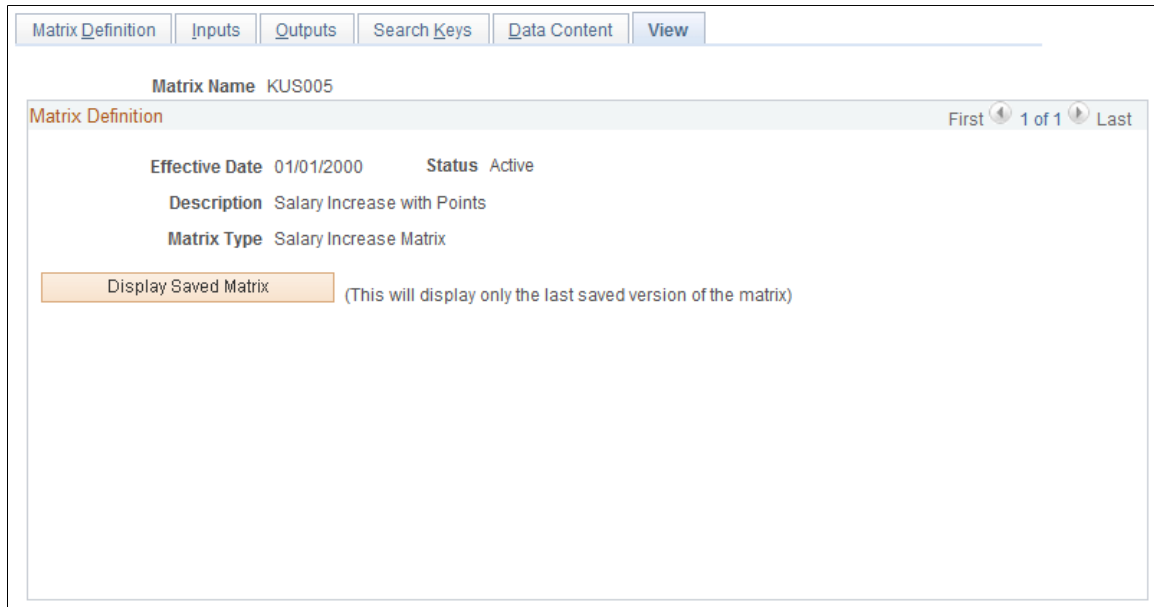 Matrix Definition Inputs Outputs Search Keys Data Content View
Matrix Name KUS005
Matrix Definition First 1 of 1 Last
Effective Date 01/01/2000 Status Active
Description Salary Increase with Points
Matrix Type Salary Increase Matrix
Display Saved Matrix (This will display only the last saved version of the matrix)